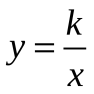 y = k/x